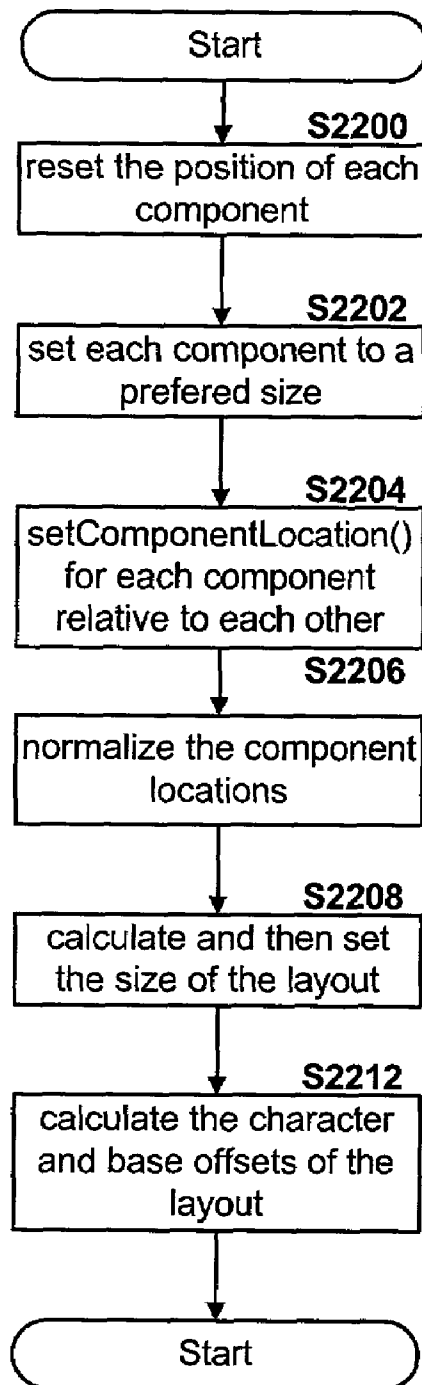 Start
S2200
reset the position of each
component
S2202
set each component to a
prefered size
S2204
setComponentLocation()
for each component
relative to each other
S2206
normalize the component
locations
S2208
calculate and then set
the size of the layout
S2212
calculate the character
and base offsets of the
layout
Start